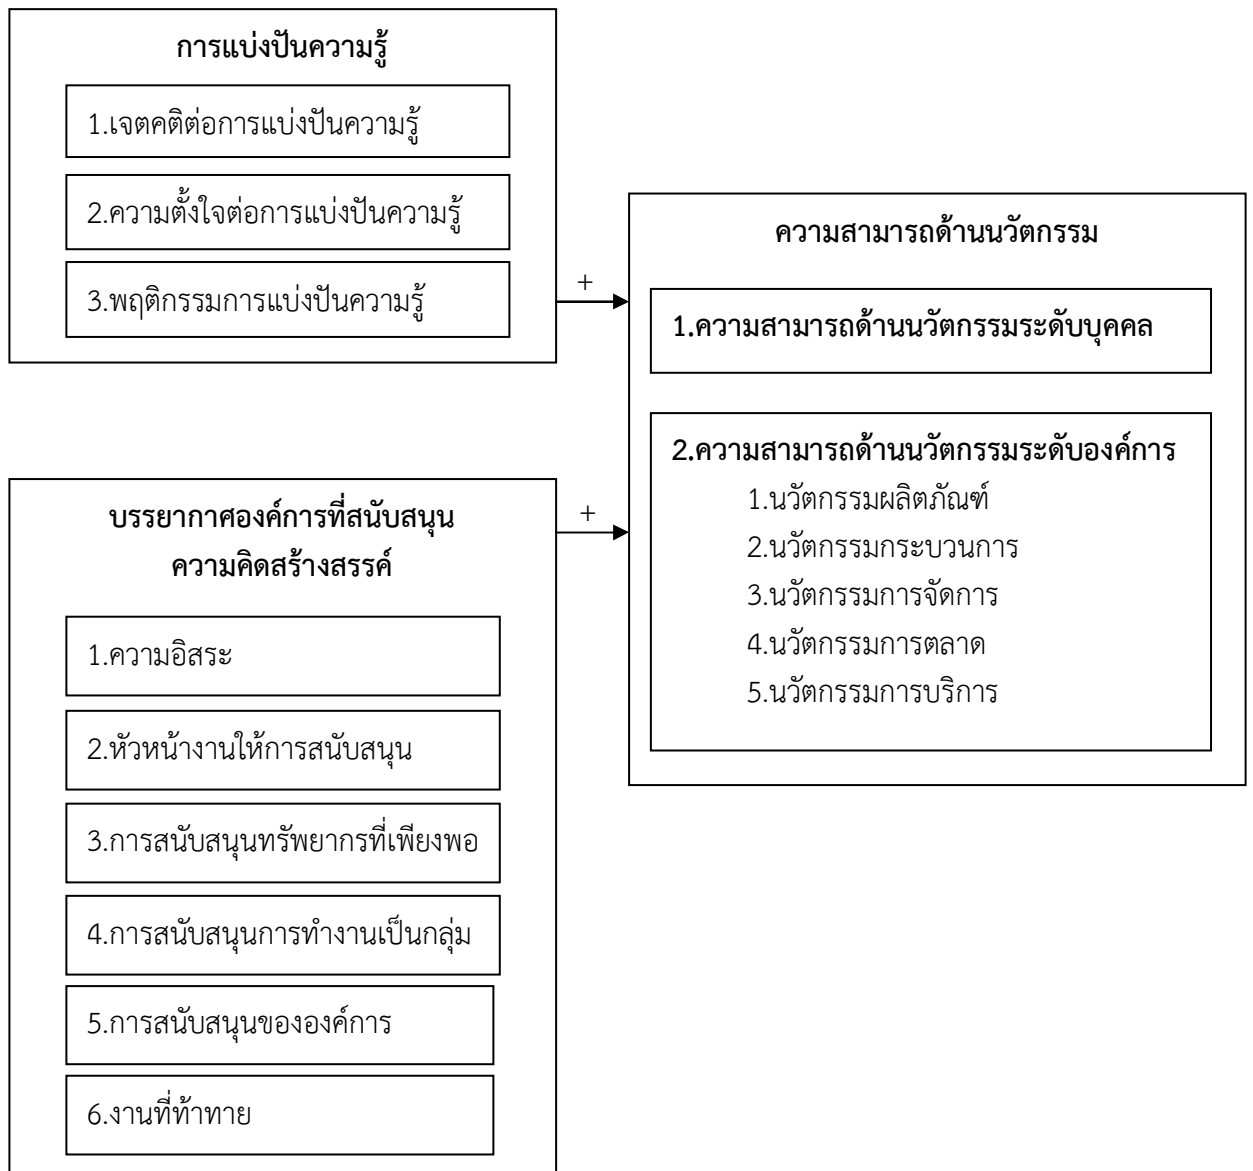 การแบ่งปันความรู้
1.เจตคติต่อการแบ่งปันความรู้
2.ความตั้งใจต่อการแบ่งปันความรู้
3.พฤติกรรมการแบ่งปันความรู้
+
ความสามารถด้านนวัตกรรม
1.ความสามารถด้านนวัตกรรมระดับบุคคล
2.ความสามารถด้านนวัตกรรมระดับองค์การ
1.นวัตกรรมผลิตภัณฑ์
2.นวัตกรรมกระบวนการ
3.นวัตกรรมการจัดการ
4.นวัตกรรมการตลาด
5.นวัตกรรมการบริการ
บรรยากาศองค์การที่สนับสนุน
ความคิดสร้างสรรค์
+
1.ความอิสระ
2.หัวหน้างานให้การสนับสนุน
3.การสนับสนุนทรัพยากรที่เพียงพอ
4.การสนับสนุนการทำงานเป็นกลุ่ม
5.การสนับสนุนขององค์การ
6.งานที่ท้าทาย